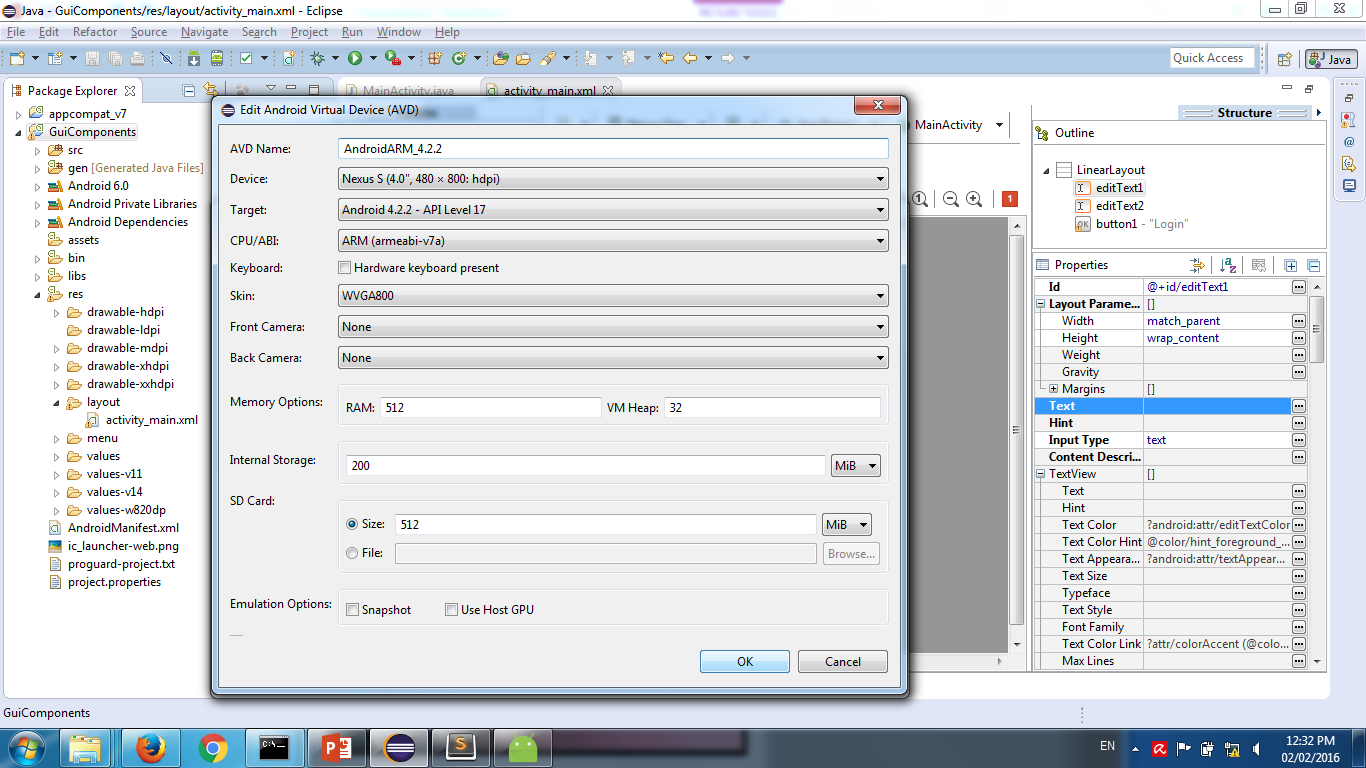 Java - GuiComponents/res/layout/activity_main.xml - Eclipse
File Edit Refactor Source Navigate Search Project Run Window Help
Quick Access
Java
Package Explorer
MainActivity.java
activity_main.xml
appcompat_v7
GuiComponents
src
gen [Generated Java Files]
Android 6.0
Android Private Libraries
Android Dependencies
assets
bin
libs
res
drawable-hdpi
drawable-ldpi
drawable-mdpi
drawable-xhdpi
drawable-xxhdpi
layout
activity_main.xml
menu
values
values-v11
values-v14
values-w820dp
AndroidManifest.xml
ic_launcher-web.png
proguard-project.txt
project.properties
Edit Android Virtual Device (AVD)
AVD Name: AndroidARM_4.2.2
Device: Nexus S (4.0", 480 × 800: hdpi)
Target: Android 4.2.2 - API Level 17
CPU/ABI: ARM (armeabi-v7a)
Keyboard: Hardware keyboard present
Skin: WVGA800
Front Camera: None
Back Camera: None
Memory Options: RAM: 512 VM Heap: 32
Internal Storage: 200 MiB
SD Card:
Size: 512 MiB
File: Browse...
Emulation Options: Snapshot Use Host GPU
OK Cancel
MainActivity
1
Structure
Outline
LinearLayout
editText1
editText2
button1 - "Login"
Properties
Id @+id/editText1
Layout Parame... []
Width match_parent
Height wrap_content
Weight
Gravity
Margins []
Text
Hint
Input Type text
Content Descri...
TextView []
Text
Hint
Text Color ?android:attr/editTextColor
Text Color Hint @color/hint_foreground_...
Text Appeara... ?android:attr/textAppear...
Text Size
Typeface
Text Style
Font Family
Text Color Link ?attr/colorAccent (@colo...
Max Lines
GuiComponents
EN
12:32 PM
02/02/2016